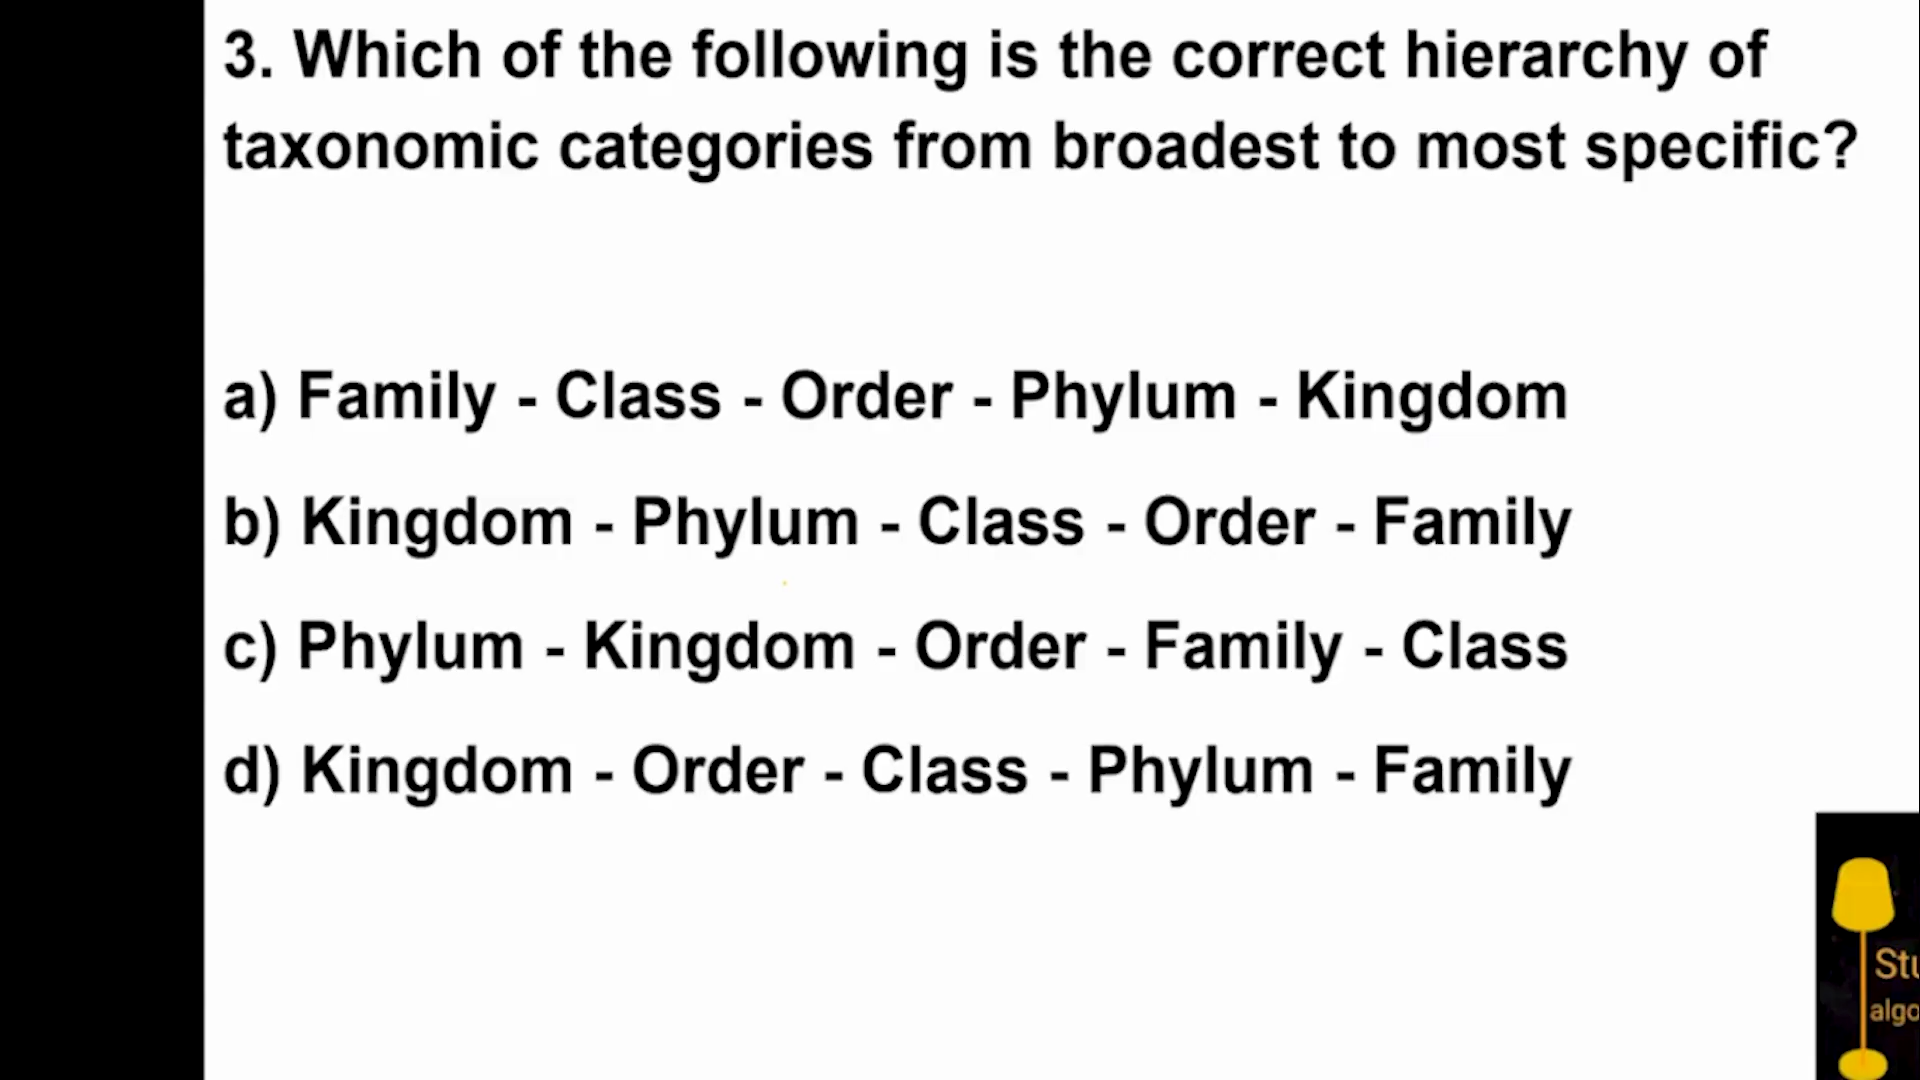 3. Which of the following is the correct hierarchy of
taxonomic categories from broadest to most specific?
a) Family - Class - Order - Phylum - Kingdom
b) Kingdom - Phylum - Class - Order - Family
c) Phylum - Kingdom - Order - Family - Class
d) Kingdom - Order - Class - Phylum - Family